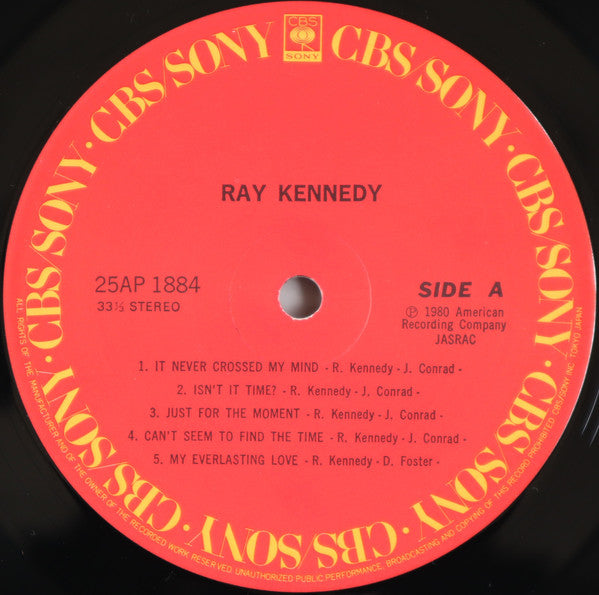 CBS
SONY
CBS/SONY · CBS/SONY · CBS/SONY · CBS/SONY · CBS/SONY · CBS/SONY · CBS/SONY · CBS/SONY
RAY KENNEDY
25AP 1884
33⅓ STEREO
SIDE A
Ⓟ 1980 American
Recording Company
JASRAC
1. IT NEVER CROSSED MY MIND - R. Kennedy - J. Conrad -
2. ISN'T IT TIME? - R. Kennedy - J. Conrad -
3. JUST FOR THE MOMENT - R. Kennedy - J. Conrad -
4. CAN'T SEEM TO FIND THE TIME - R. Kennedy - J. Conrad -
5. MY EVERLASTING LOVE - R. Kennedy - D. Foster -
ALL RIGHTS OF THE MANUFACTURER AND OF THE OWNER OF THE RECORDED WORK RESERVED. UNAUTHORIZED PUBLIC PERFORMANCE, BROADCASTING AND COPYING OF THIS RECORD PROHIBITED CBS/SONY INC. TOKYO JAPAN